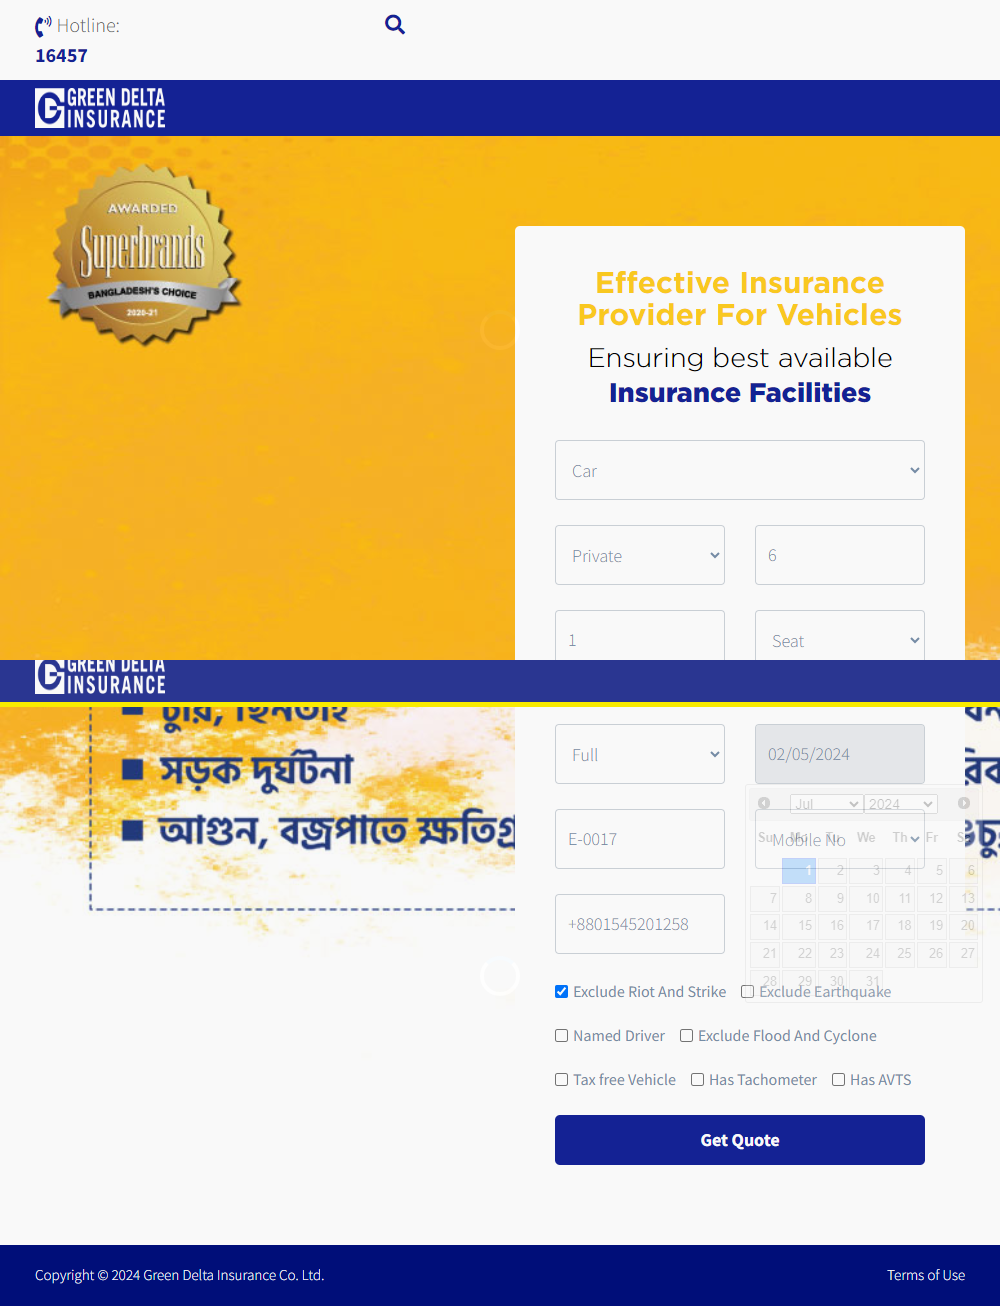 Hotline:
16457
GREEN DELTA
INSURANCE
AWARDED
Superbrands
BANGLADESH'S CHOICE
2020-21
Effective Insurance
Provider For Vehicles
Ensuring best available
Insurance Facilities
Car
Private
6
1
Seat
GREEN DELTA
INSURANCE
চুরি, ছিনতাই
সড়ক দুর্ঘটনা
আগুন, বজ্রপাতে
Full
02/05/2024
Jul 2024
Su Mo Tu We Th Fr
1 2 3 4 5 6
7 8 9 10 11 12 13
14 15 16 17 18 19 20
21 22 23 24 25 26 27
28 29 30 31
E-0017
Mobile No
+8801545201258
Exclude Riot And Strike
Exclude Earthquake
Named Driver
Exclude Flood And Cyclone
Tax free Vehicle
Has Tachometer
Has AVTS
Get Quote
Copyright © 2024 Green Delta Insurance Co. Ltd.
Terms of Use